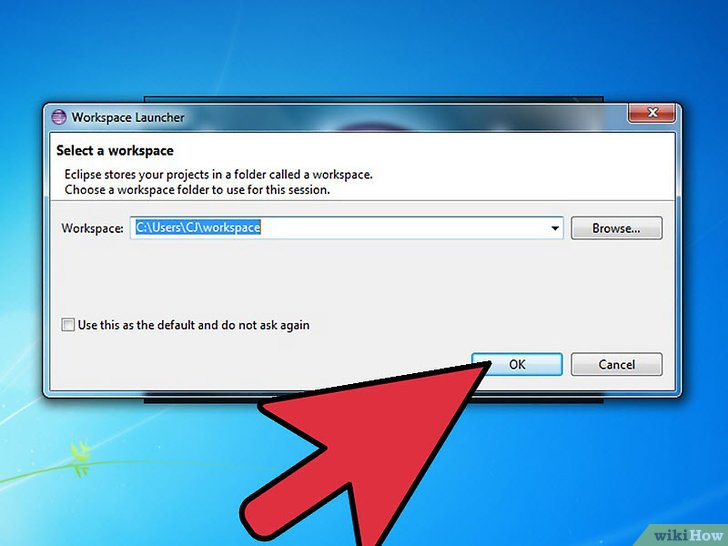 Workspace Launcher
Select a workspace
Eclipse stores your projects in a folder called a workspace.
Choose a workspace folder to use for this session.
Workspace: C:\Users\CJ\workspace Browse...
Use this as the default and do not ask again
OK Cancel
wikiHow